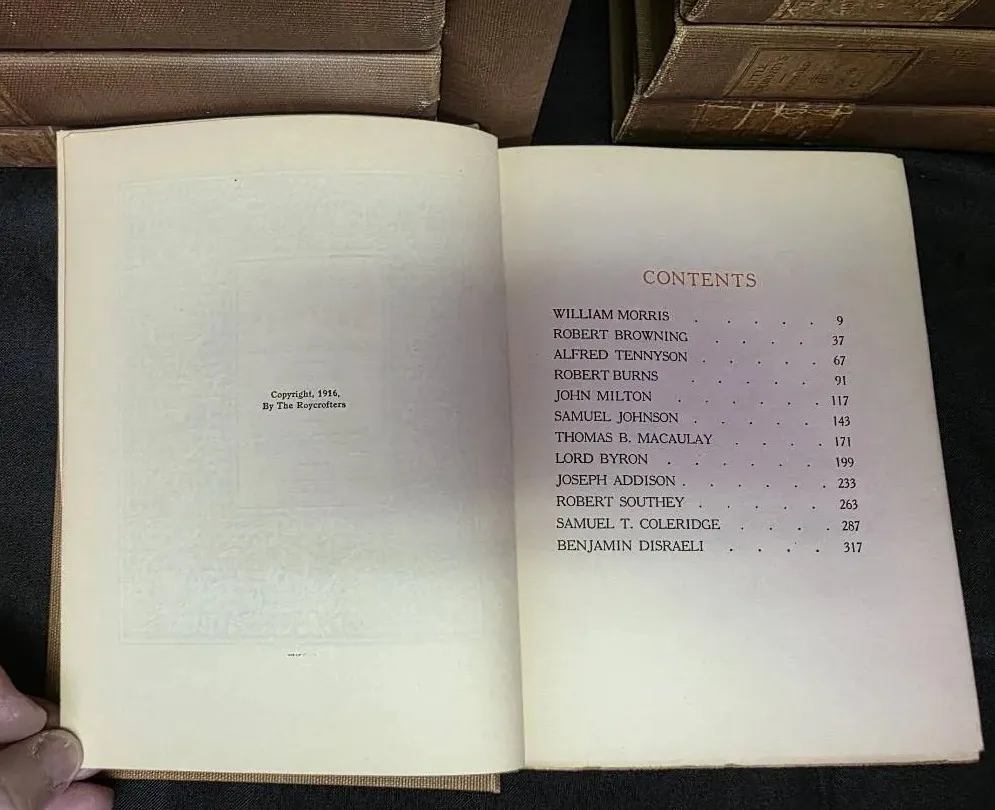 LITTLE
JOURNEYS
Copyright, 1916,
By The Roycrofters
CONTENTS
WILLIAM MORRIS . . . . 9
ROBERT BROWNING . . . . 37
ALFRED TENNYSON . . . . . 67
ROBERT BURNS . . . . . 91
JOHN MILTON . . . . . 117
SAMUEL JOHNSON . . . . . 143
THOMAS B. MACAULAY . . . . 171
LORD BYRON . . . . . . 199
JOSEPH ADDISON . . . . . . 233
ROBERT SOUTHEY . . . . . 263
SAMUEL T. COLERIDGE . . . . 287
BENJAMIN DISRAELI . . . . 317